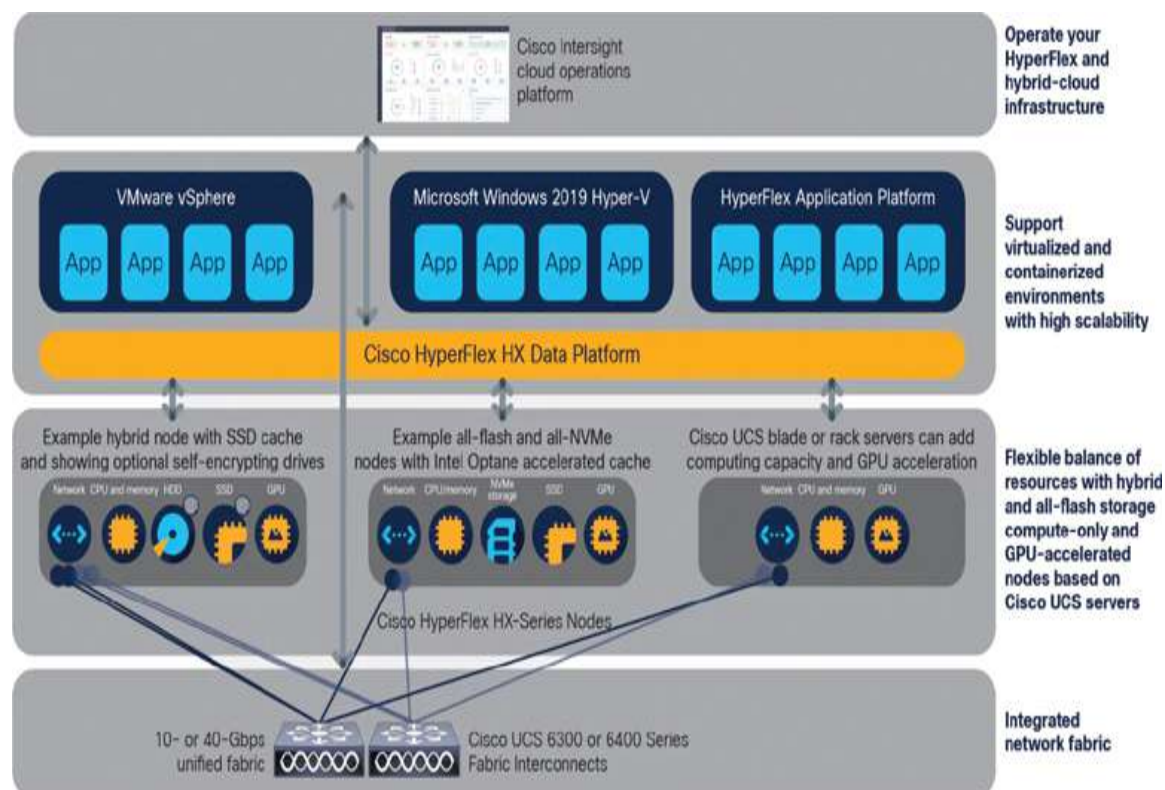 Cisco Intersight
cloud operations
platform
Operate your
HyperFlex and
hybrid-cloud
infrastructure
VMware vSphere
App App App App
Microsoft Windows 2019 Hyper-V
App App App App
HyperFlex Application Platform
App App App App
Support
virtualized and
containerized
environments
with high scalability
Cisco HyperFlex HX Data Platform
Example hybrid node with SSD cache
and showing optional self-encrypting drives
Network CPU and memory HDD SSD GPU
Example all-flash and all-NVMe
nodes with Intel Optane accelerated cache
Network CPU/memory NVMe storage SSD GPU
Cisco UCS blade or rack servers can add
computing capacity and GPU acceleration
Network CPU and memory GPU
Cisco HyperFlex HX-Series Nodes
Flexible balance of
resources with hybrid
and all-flash storage
compute-only and
GPU-accelerated
nodes based on
Cisco UCS servers
10- or 40-Gbps
unified fabric
Cisco UCS 6300 or 6400 Series
Fabric Interconnects
Integrated
network fabric